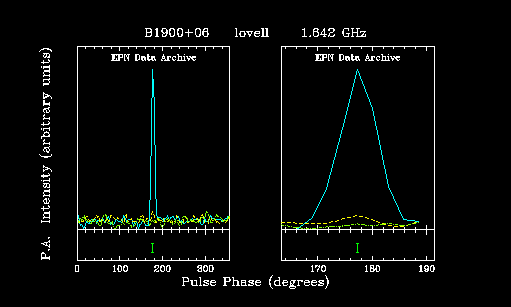 B1900+06 lovell 1.642 GHz
EPN Data Archive EPN Data Archive
P.A. Intensity (arbitrary units)
0 100 200 300 170 180 190
Pulse Phase (degrees)